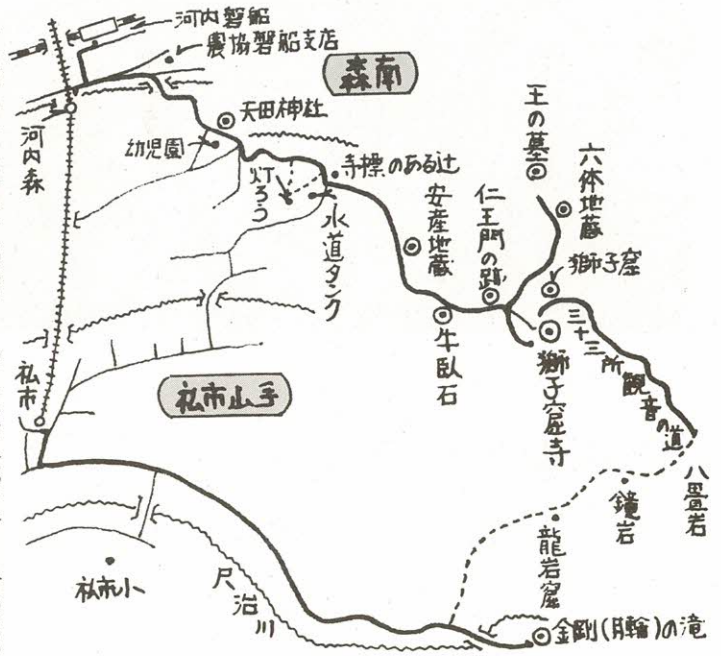 河内磐船
農協磐船支店
森南
河内森
天田神社
幼児園
灯ろう
寺標のある辻
水道タンク
安産地蔵
牛臥石
仁王門の跡
王の墓
六体地蔵
獅子窟
獅子窟寺
三十三所観音の道
八畳岩
鏡岩
龍岩窟
私市
私市山手
私市小
尺治川
金剛(月輪)の滝